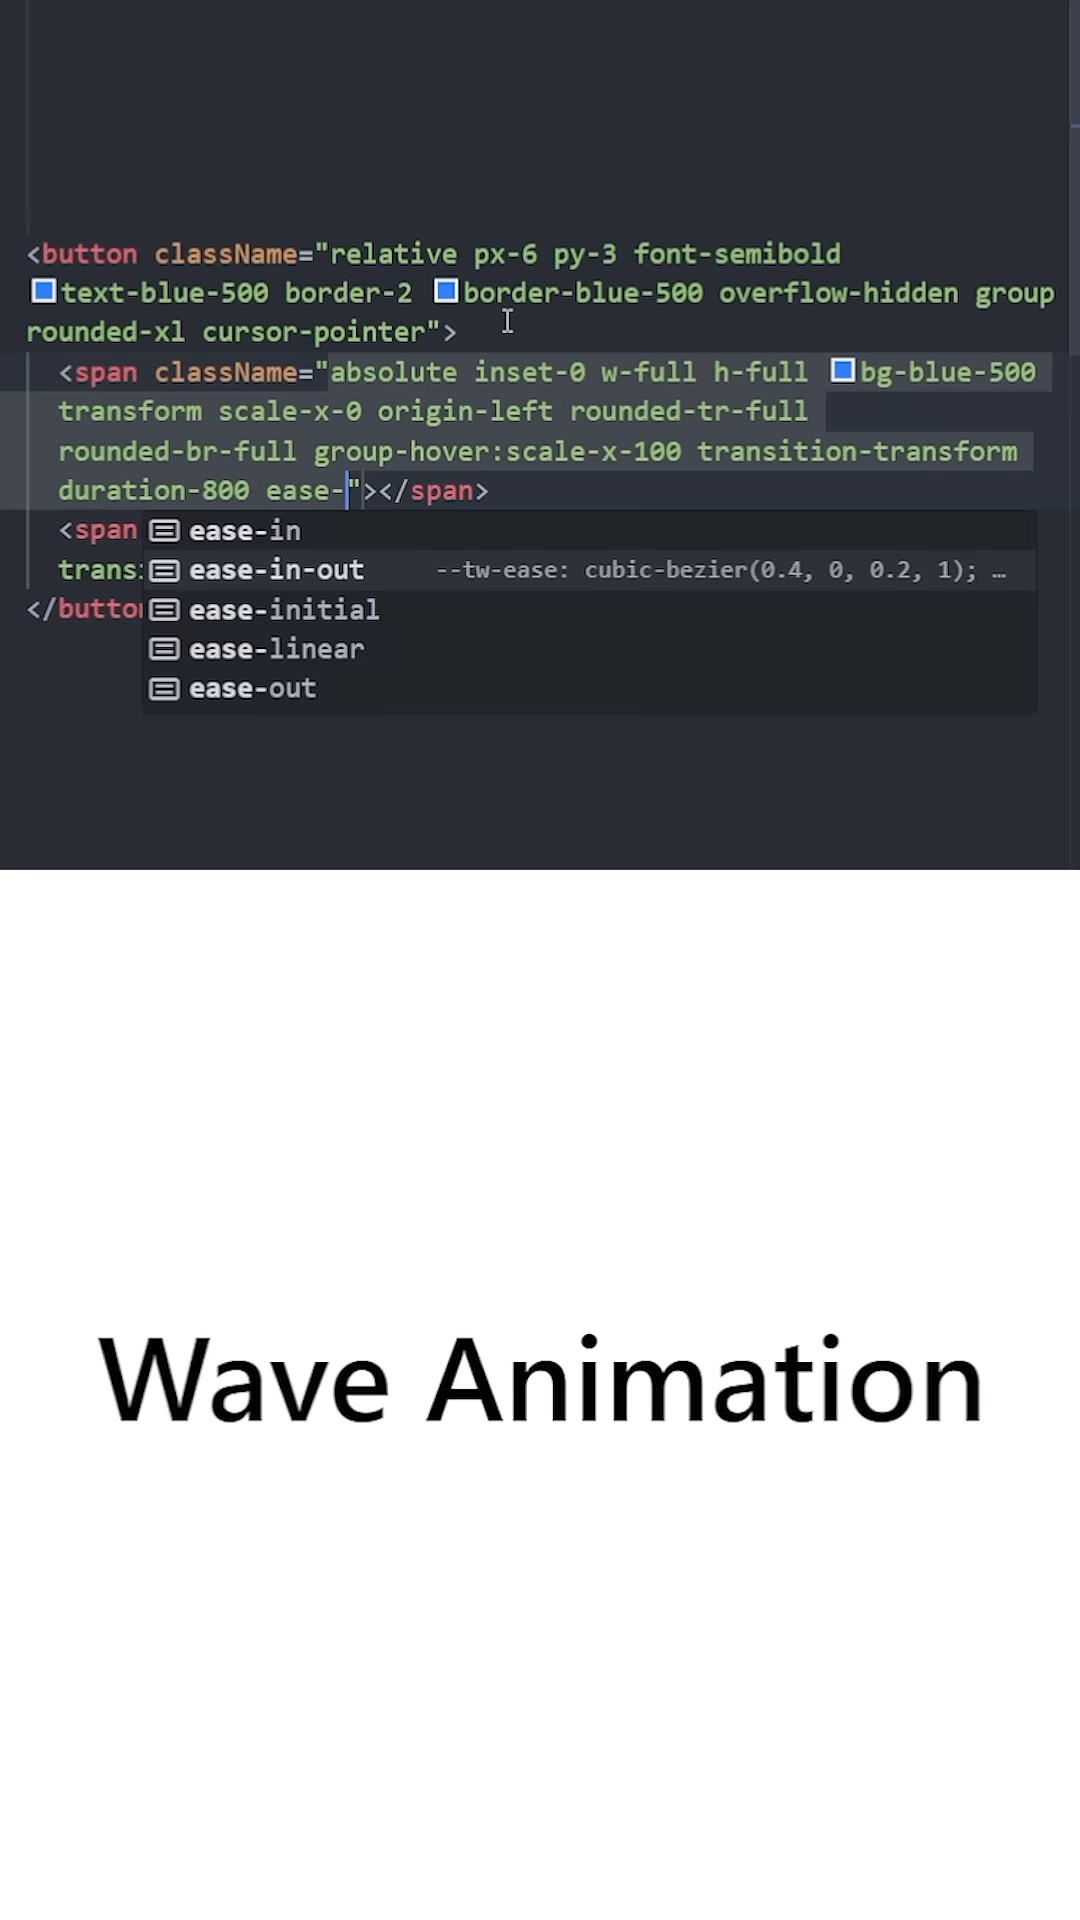 <button className="relative px-6 py-3 font-semibold
text-blue-500 border-2 border-blue-500 overflow-hidden group
rounded-xl cursor-pointer">
<span className="absolute inset-0 w-full h-full bg-blue-500
transform scale-x-0 origin-left rounded-tr-full
rounded-br-full group-hover:scale-x-100 transition-transform
duration-800 ease-"></span>
<span
trans
</button
ease-in
ease-in-out --tw-ease: cubic-bezier(0.4, 0, 0.2, 1); …
ease-initial
ease-linear
ease-out
Wave Animation